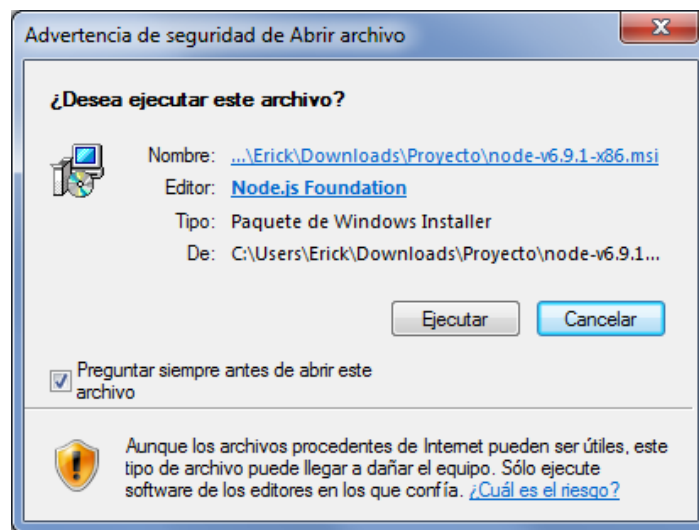 Advertencia de seguridad de Abrir archivo
¿Desea ejecutar este archivo?
Nombre: ...\Erick\Downloads\Proyecto\node-v6.9.1-x86.msi
Editor: Node.js Foundation
Tipo: Paquete de Windows Installer
De: C:\Users\Erick\Downloads\Proyecto\node-v6.9.1...
Ejecutar Cancelar
Preguntar siempre antes de abrir este
archivo
Aunque los archivos procedentes de Internet pueden ser útiles, este
tipo de archivo puede llegar a dañar el equipo. Sólo ejecute
software de los editores en los que confía. ¿Cuál es el riesgo?